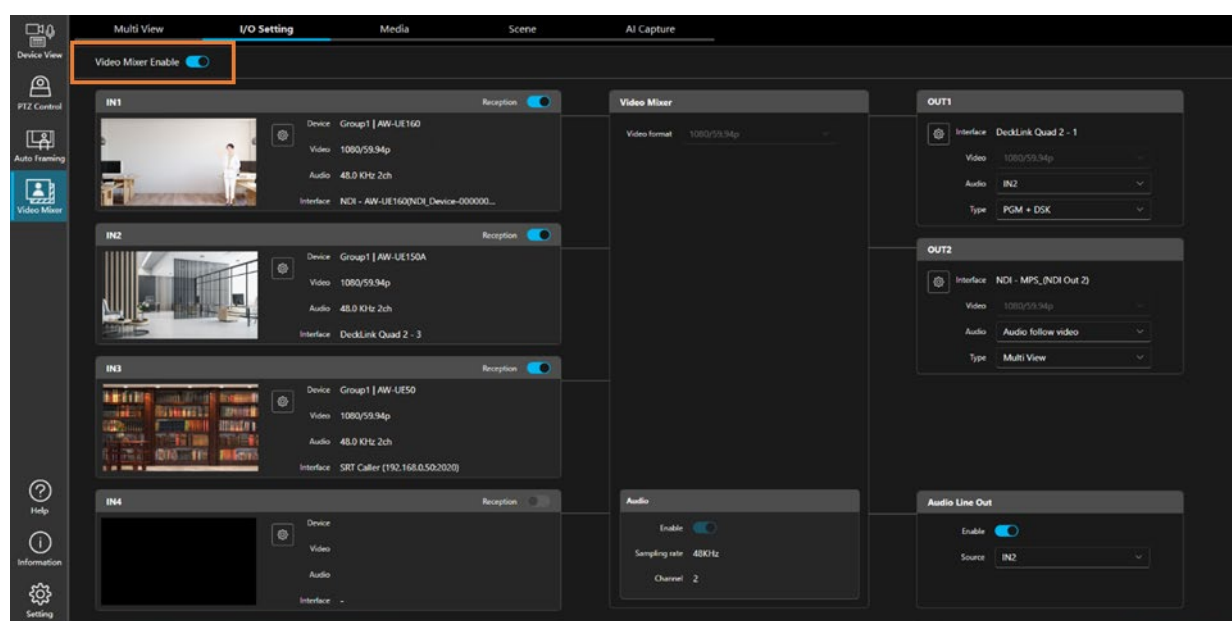 Multi View I/O Setting Media Scene AI Capture
Device View
Video Mixer Enable
PTZ Control
Auto Framing
Video Mixer
Help
Information
Setting
IN1 Reception
Device Group1 | AW-UE160
Video 1080/59.94p
Audio 48.0 KHz 2ch
Interface NDI - AW-UE160(NDI_Device-000000...
IN2 Reception
Device Group1 | AW-UE150A
Video 1080/59.94p
Audio 48.0 KHz 2ch
Interface DeckLink Quad 2 - 3
IN3 Reception
Device Group1 | AW-UE50
Video 1080/59.94p
Audio 48.0 KHz 2ch
Interface SRT Caller (192.168.0.50:2020)
IN4 Reception
Device
Video
Audio
Interface -
Video Mixer
Video format 1080/59.94p
Audio
Enable
Sampling rate 48KHz
Channel 2
OUT1
Interface DeckLink Quad 2 - 1
Video 1080/59.94p
Audio IN2
Type PGM + DSK
OUT2
Interface NDI - MPS_(NDI Out 2)
Video 1080/59.94p
Audio Audio follow video
Type Multi View
Audio Line Out
Enable
Source IN2